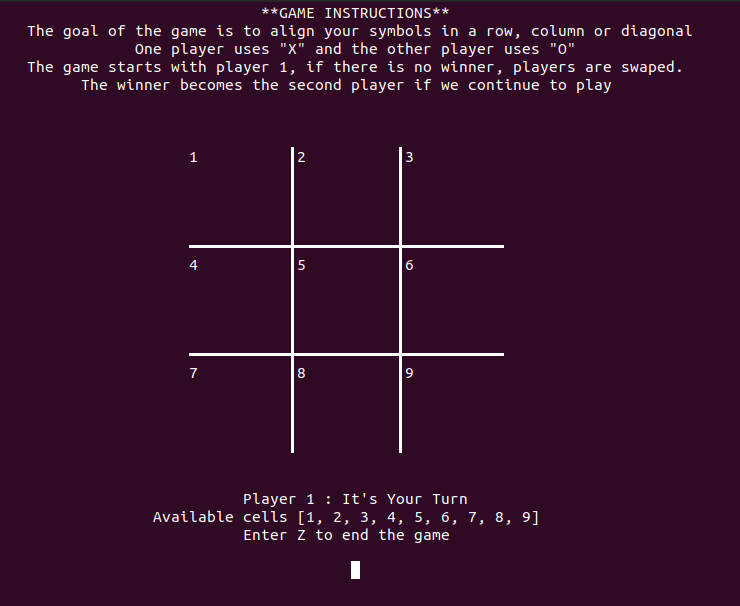 **GAME INSTRUCTIONS**
The goal of the game is to align your symbols in a row, column or diagonal
One player uses "X" and the other player uses "O"
The game starts with player 1, if there is no winner, players are swaped.
The winner becomes the second player if we continue to play
1 2 3
4 5 6
7 8 9
Player 1 : It's Your Turn
Available cells [1, 2, 3, 4, 5, 6, 7, 8, 9]
Enter Z to end the game